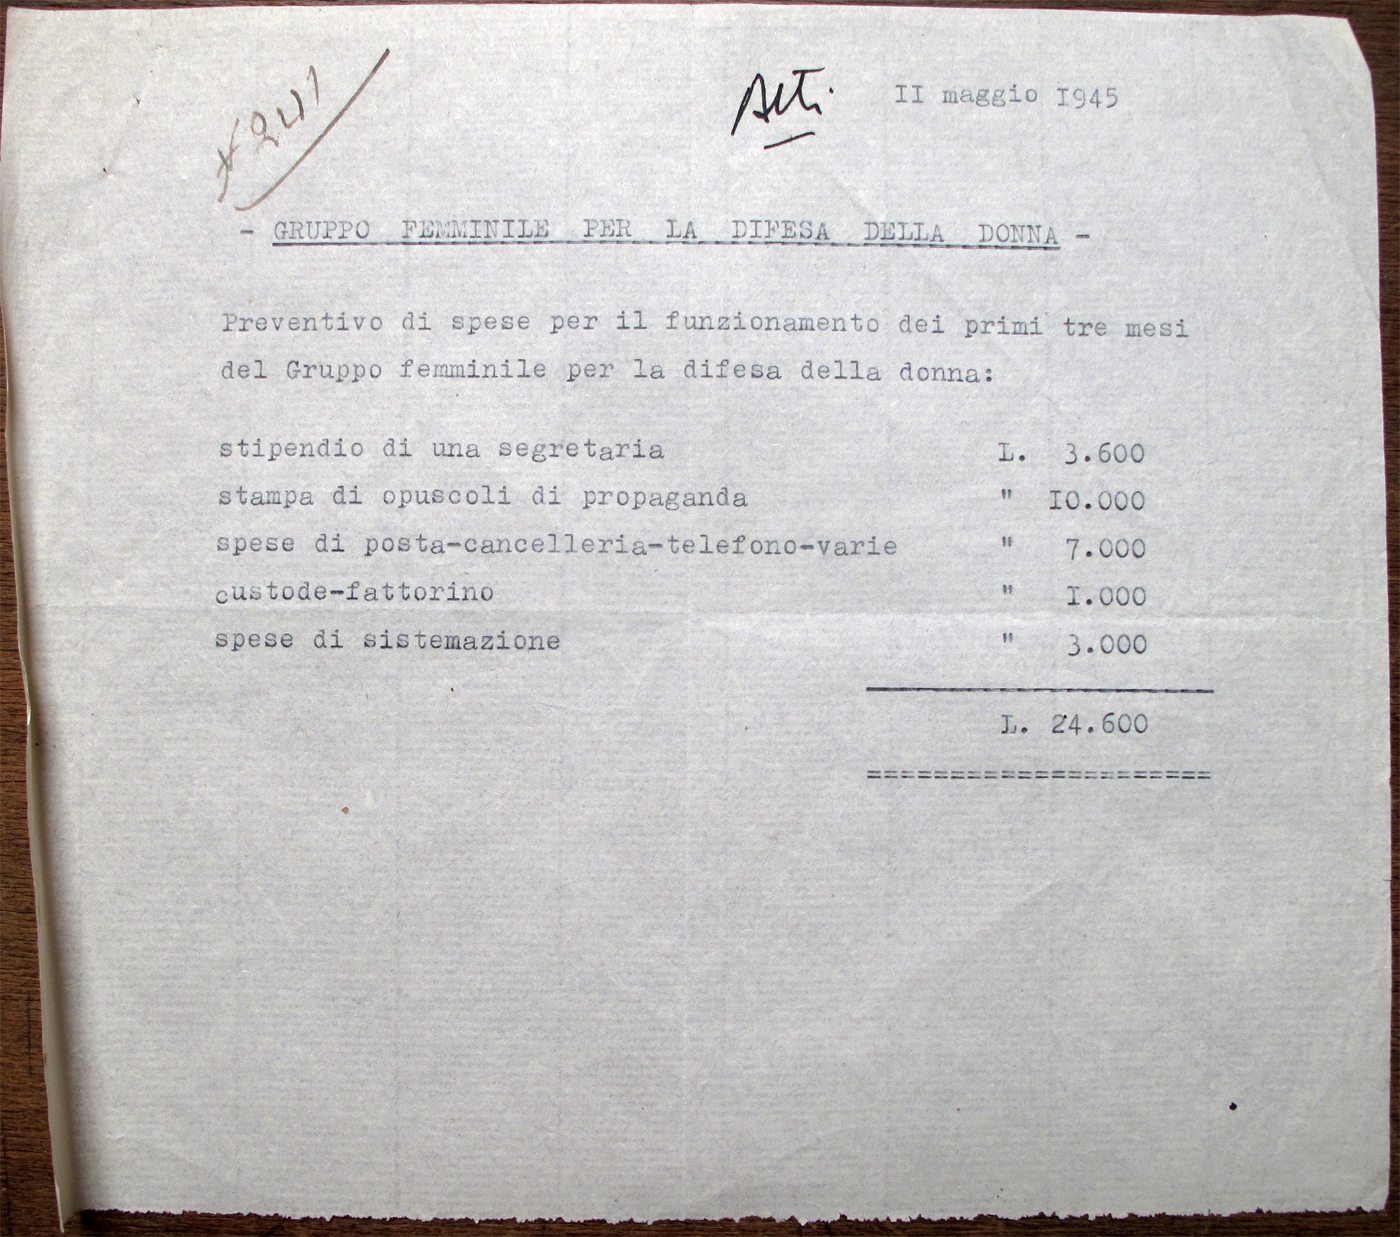 Atti
II maggio I945
- GRUPPO FEMMINILE PER LA DIFESA DELLA DONNA -
Preventivo di spese per il funzionamento dei primi tre mesi
del Gruppo femminile per la difesa della donna:
stipendio di una segretaria L. 3.600
stampa di opuscoli di propaganda " I0.000
spese di posta-cancelleria-telefono-varie " 7.000
custode-fattorino " I.000
spese di sistemazione " 3.000
L. 24.600
======================